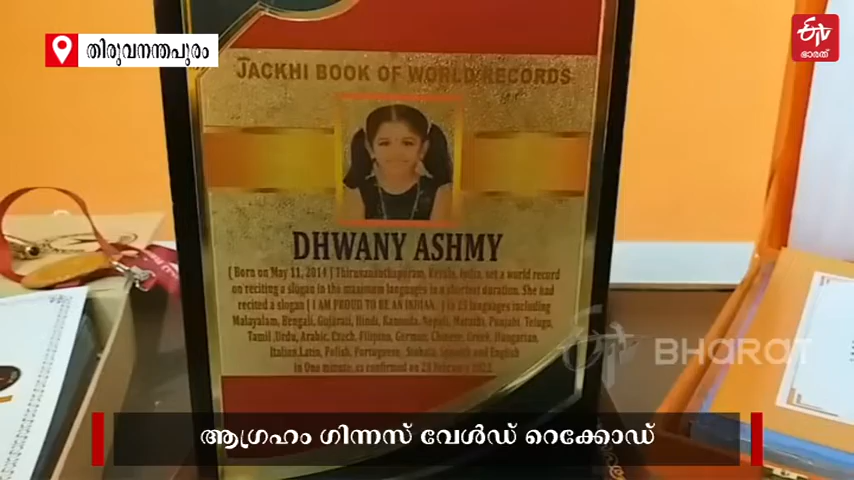 തിരുവനന്തപുരം
ഭാരത്
JACKHI BOOK OF WORLD RECORDS
DHWANY ASHMY
[ Born on May 11, 2014 ] Thiruvananthapuram, Kerala, India, set a world record
on reciting a slogan in the maximum languages in a shortest duration. She had
recited a slogan [ I AM PROUD TO BE AN INDIAN ] in languages including
Malayalam, Bengali, Gujarati, Hindi, Kannada, Nepali, Marathi, Punjabi, Telugu,
Tamil ,Urdu, Arabic, Czech, Filipino, German, Chinese, Greek, Hungarian,
Italian, Latin, Polish, Portuguese, Sinhala, Spanish and English
in One minute, as confirmed on February
BHARAT
ആഗ്രഹം ഗിന്നസ് വേൾഡ് റെക്കോഡ്